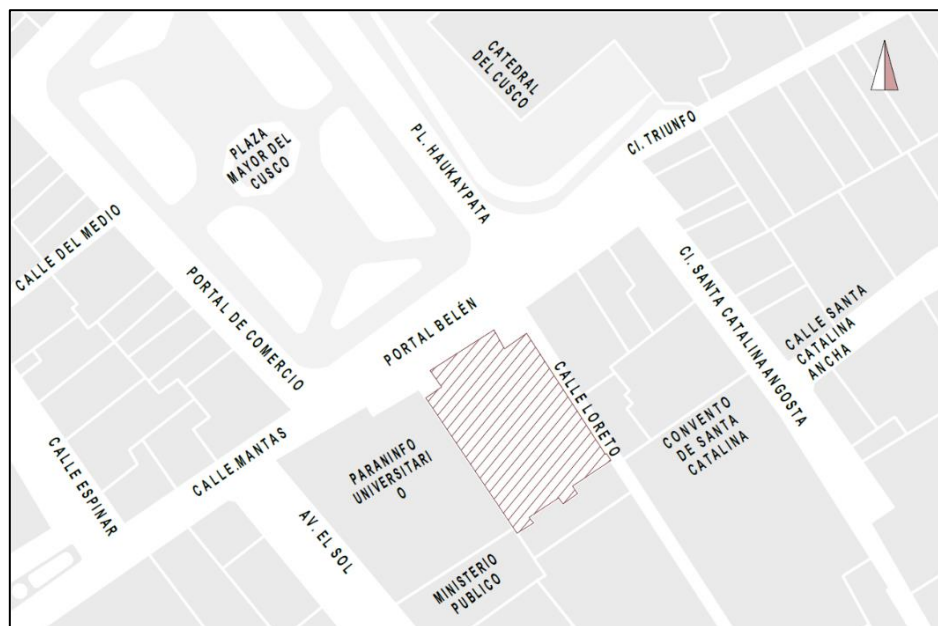 CATEDRAL
DEL CUSCO
PLAZA
MAYOR DEL
CUSCO
PL. HAUKAYPATA
Cl. TRIUNFO
CALLE DEL MEDIO
PORTAL DE COMERCIO
PORTAL BELÉN
Cl. SANTA CATALINA ANGOSTA
CALLE SANTA
CATALINA
ANCHA
CALLE LORETO
CONVENTO
DE SANTA
CATALINA
CALLE MANTAS
CALLE ESPINAR
PARANINFO
UNIVERSITARI
O
AV. EL SOL
MINISTERIO
PUBLICO